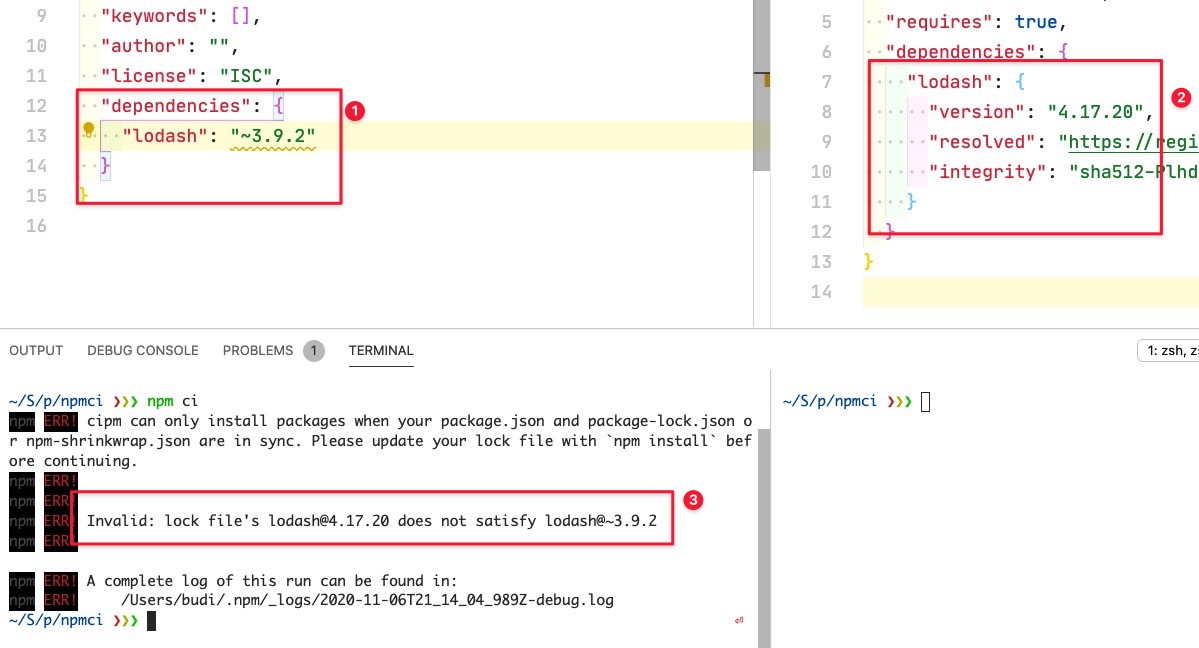 9 "keywords": [],
10 "author": "",
11 "license": "ISC",
12 "dependencies": {
13 "lodash": "~3.9.2"
14 }
15 }
16
1
5 "requires": true,
6 "dependencies": {
7 "lodash": {
8 "version": "4.17.20",
9 "resolved": "https://regi
10 "integrity": "sha512-Plhd
11 }
12 }
13 }
14
2
OUTPUT DEBUG CONSOLE PROBLEMS 1 TERMINAL
1: zsh, zs
~/S/p/npmci ❯❯❯ npm ci
npm ERR! cipm can only install packages when your package.json and package-lock.json o
r npm-shrinkwrap.json are in sync. Please update your lock file with `npm install` bef
ore continuing.
npm ERR!
npm ERR!
npm ERR! Invalid: lock file's lodash@4.17.20 does not satisfy lodash@~3.9.2
npm ERR!
3
npm ERR! A complete log of this run can be found in:
npm ERR! /Users/budi/.npm/_logs/2020-11-06T21_14_04_989Z-debug.log
~/S/p/npmci ❯❯❯
~/S/p/npmci ❯❯❯